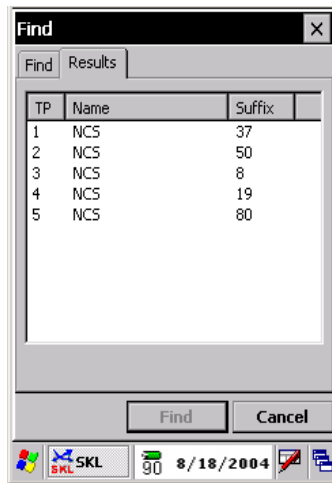 Find
Find Results
TP Name Suffix
1 NCS 37
2 NCS 50
3 NCS 8
4 NCS 19
5 NCS 80
Find Cancel
SKL SKL 90 8/18/2004